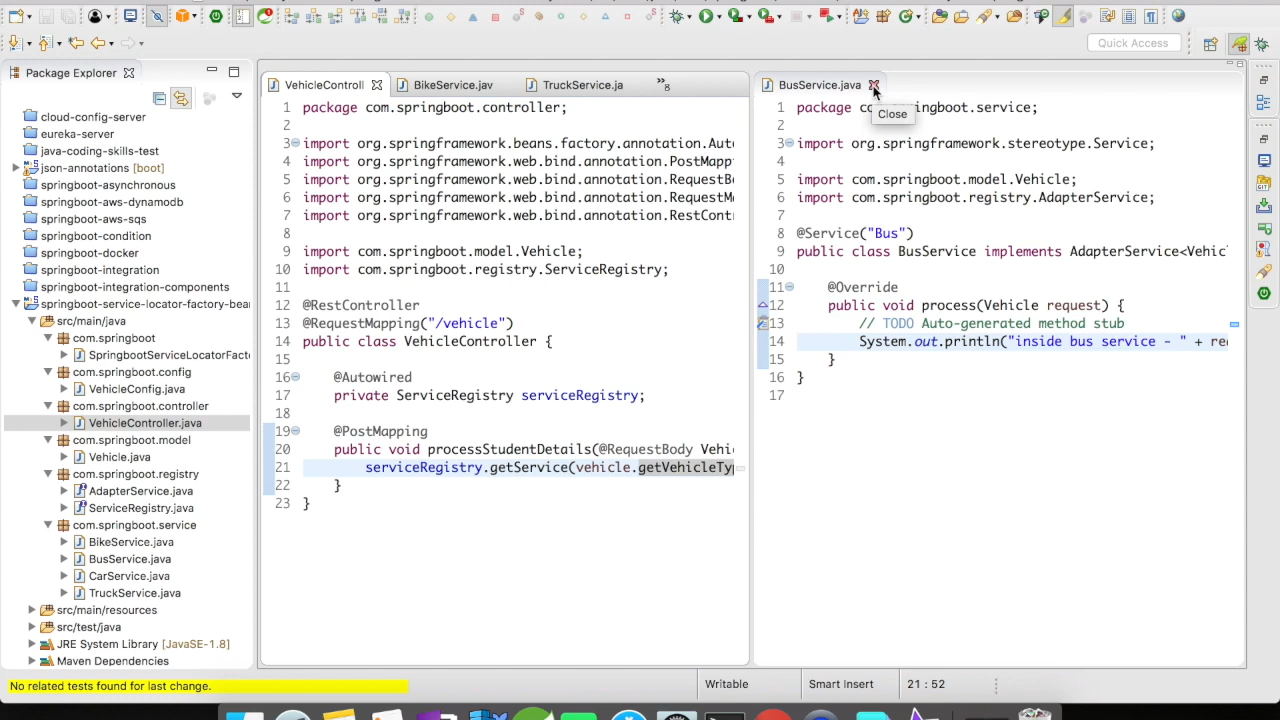 Quick Access
Package Explorer
cloud-config-server
eureka-server
java-coding-skills-test
json-annotations [boot]
springboot-asynchronous
springboot-aws-dynamodb
springboot-aws-sqs
springboot-condition
springboot-docker
springboot-integration
springboot-integration-components
springboot-service-locator-factory-bear
src/main/java
com.springboot
SpringbootServiceLocatorFact
com.springboot.config
VehicleConfig.java
com.springboot.controller
VehicleController.java
com.springboot.model
Vehicle.java
com.springboot.registry
AdapterService.java
ServiceRegistry.java
com.springboot.service
BikeService.java
BusService.java
CarService.java
TruckService.java
src/main/resources
src/test/java
JRE System Library [JavaSE-1.8]
Maven Dependencies
VehicleControll BikeService.jav TruckService.ja »8
1 package com.springboot.controller;
2
3 import org.springframework.beans.factory.annotation.Aut
4 import org.springframework.web.bind.annotation.PostMapp
5 import org.springframework.web.bind.annotation.RequestBo
6 import org.springframework.web.bind.annotation.RequestM
7 import org.springframework.web.bind.annotation.RestContr
8
9 import com.springboot.model.Vehicle;
10 import com.springboot.registry.ServiceRegistry;
11
12 @RestController
13 @RequestMapping("/vehicle")
14 public class VehicleController {
15
16 @Autowired
17 private ServiceRegistry serviceRegistry;
18
19 @PostMapping
20 public void processStudentDetails(@RequestBody Vehi
21 serviceRegistry.getService(vehicle.getVehicleTyp
22 }
23 }
BusService.java
Close
1 package springboot.service;
2
3 import org.springframework.stereotype.Service;
4
5 import com.springboot.model.Vehicle;
6 import com.springboot.registry.AdapterService;
7
8 @Service("Bus")
9 public class BusService implements AdapterService<Vehic
10
11 @Override
12 public void process(Vehicle request) {
13 // TODO Auto-generated method stub
14 System.out.println("inside bus service - " + re
15 }
16 }
17
No related tests found for last change.
Writable
Smart Insert
21 : 52